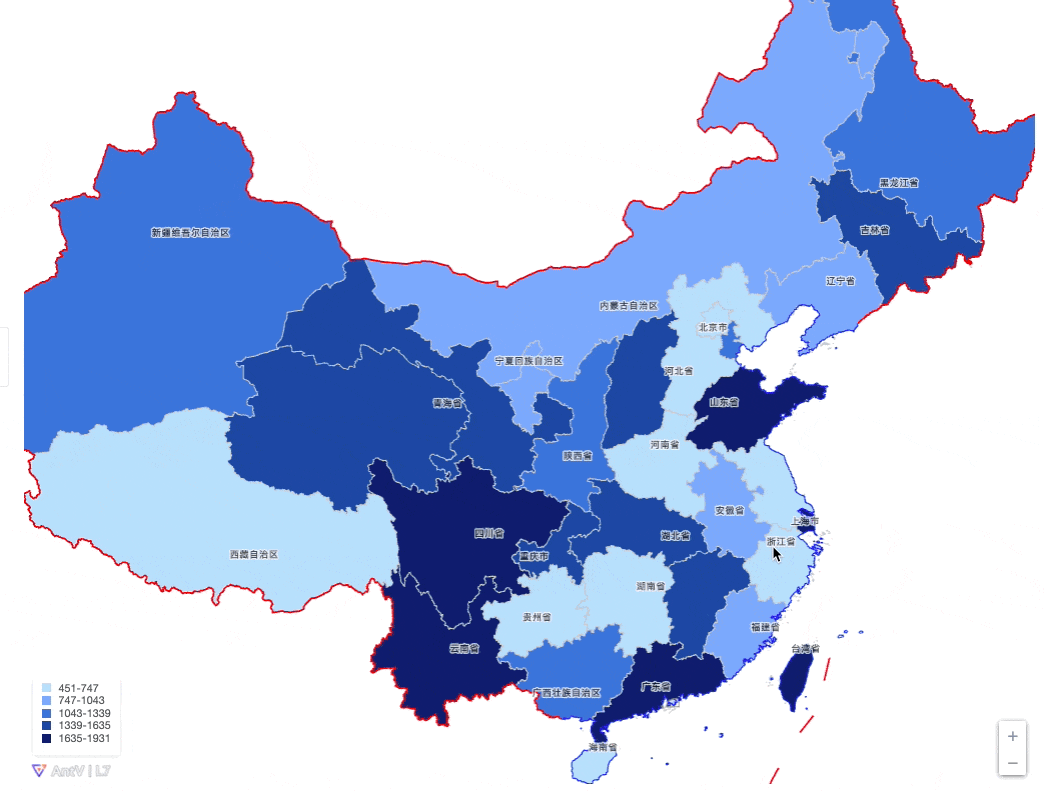 黑龙江省
吉林省
新疆维吾尔自治区
辽宁省
内蒙古自治区
北京市
宁夏回族自治区
河北省
青海省
山东省
河南省
陕西省
安徽省
上海市
四川省
湖北省
浙江省
西藏自治区
重庆市
湖南省
贵州省
福建省
云南省
台湾省
广东省
广西壮族自治区
海南省
451-747
747-1043
1043-1339
1339-1635
1635-1931
AntV | L7
+
−